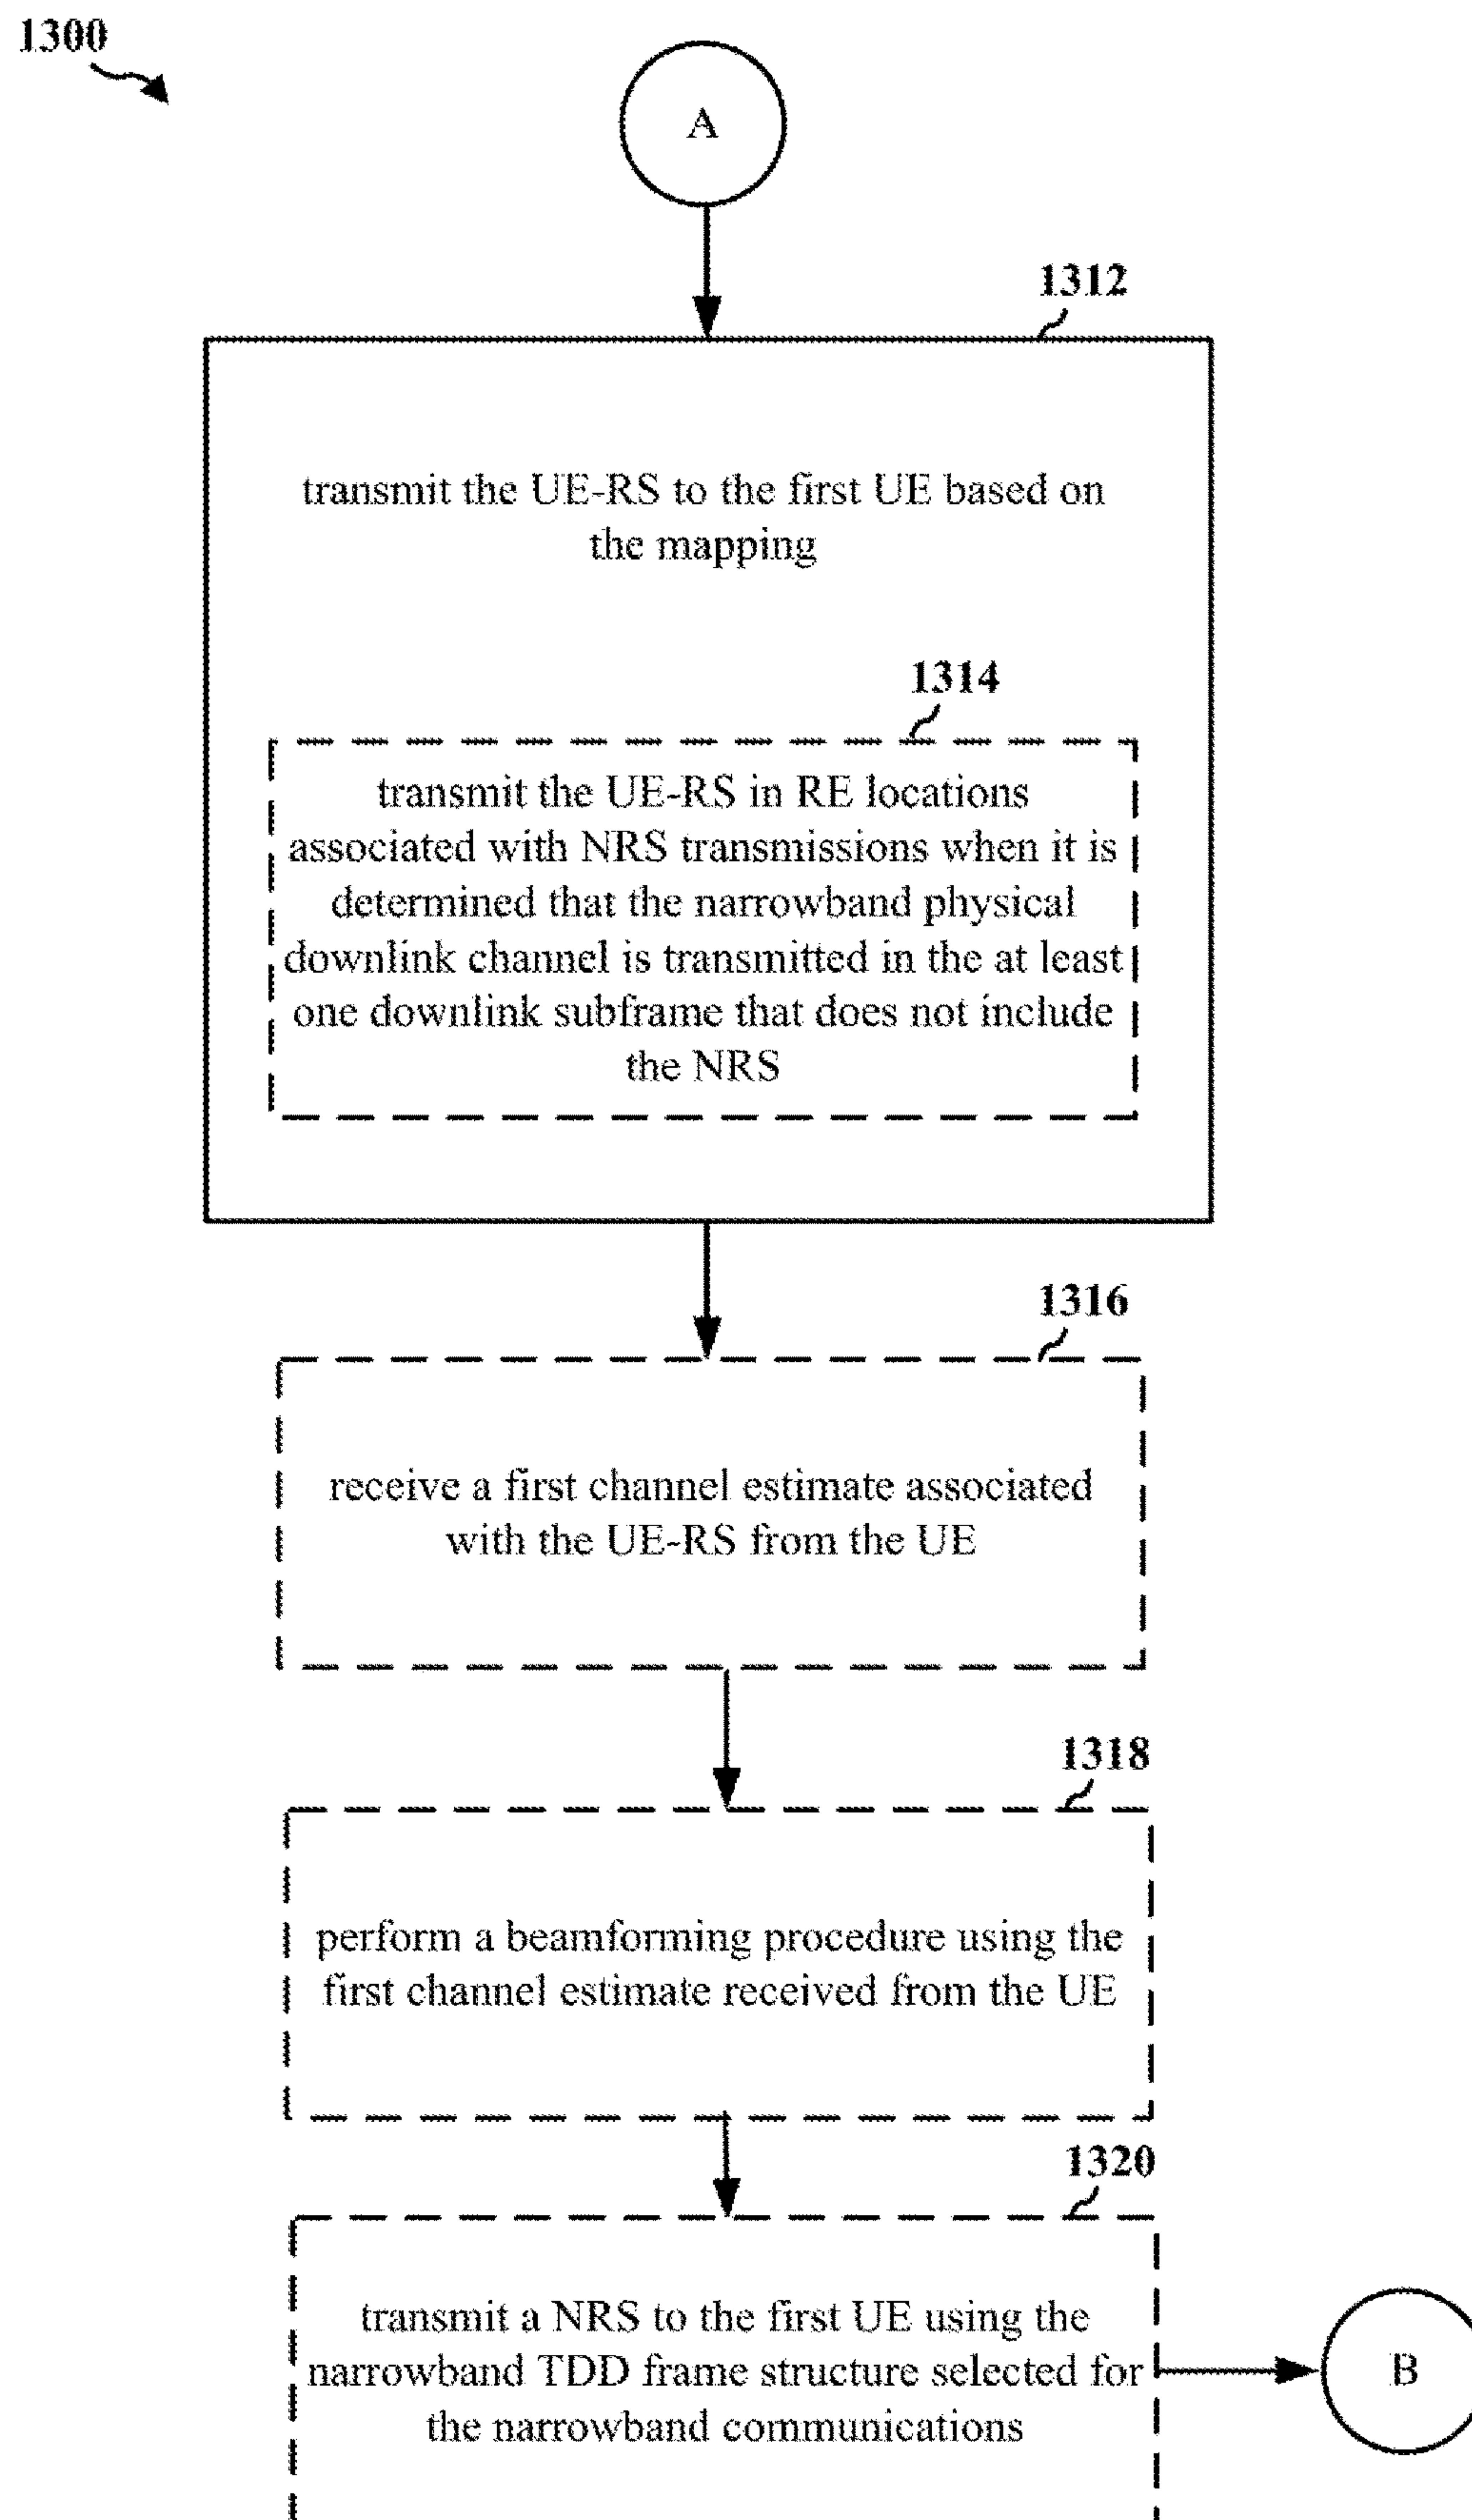 1300
A
1312
transmit the UE-RS to the first UE based on
the mapping
1314
transmit the UE-RS in RE locations
associated with NRS transmissions when it is
determined that the narrowband physical
downlink channel is transmitted in the at least
one downlink subframe that does not include
the NRS
1316
receive a first channel estimate associated
with the UE-RS from the UE
1318
perform a beamforming procedure using the
first channel estimate received from the UE
1320
transmit a NRS to the first UE using the
narrowband TDD frame structure selected for
the narrowband communications
B